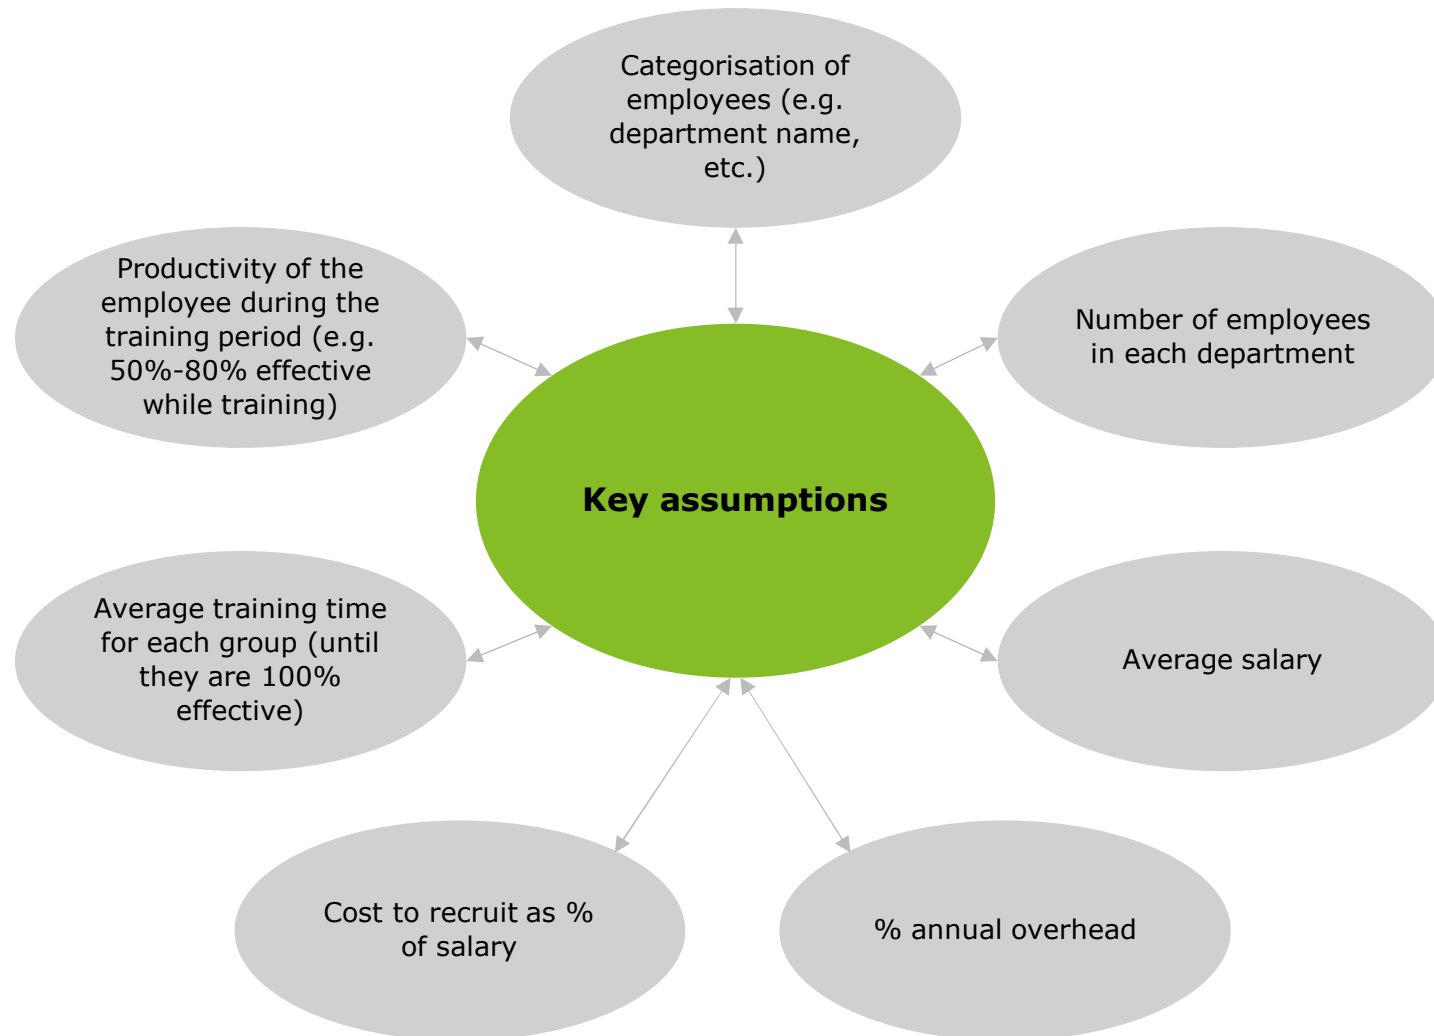 Categorisation of
employees (e.g.
department name,
etc.)
Productivity of the
employee during the
training period (e.g.
50%-80% effective
while training)
Number of employees
in each department
Key assumptions
Average training time
for each group (until
they are 100%
effective)
Average salary
Cost to recruit as %
of salary
% annual overhead